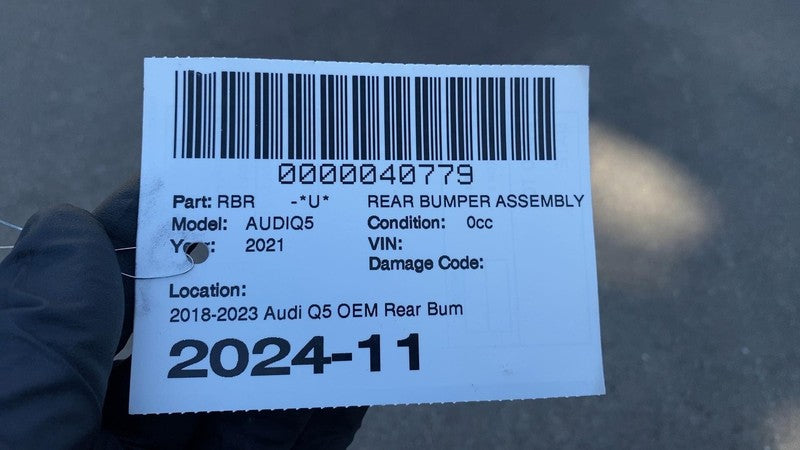 0000040779
Part: RBR -*U* REAR BUMPER ASSEMBLY
Model: AUDIQ5 Condition: 0cc
Year: 2021 VIN:
Damage Code:
Location:
2018-2023 Audi Q5 OEM Rear Bum
2024-11